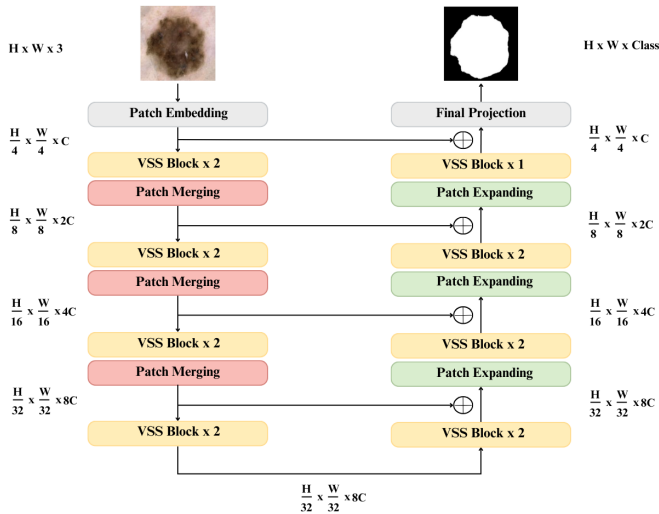 H x W x 3
H x W x Class
Patch Embedding
Final Projection
H/4 x W/4 x C
H/4 x W/4 x C
VSS Block x 2
VSS Block x 1
Patch Merging
Patch Expanding
H/8 x W/8 x 2C
H/8 x W/8 x 2C
VSS Block x 2
VSS Block x 2
Patch Merging
Patch Expanding
H/16 x W/16 x 4C
H/16 x W/16 x 4C
VSS Block x 2
VSS Block x 2
Patch Merging
Patch Expanding
H/32 x W/32 x 8C
H/32 x W/32 x 8C
VSS Block x 2
VSS Block x 2
H/32 x W/32 x 8C